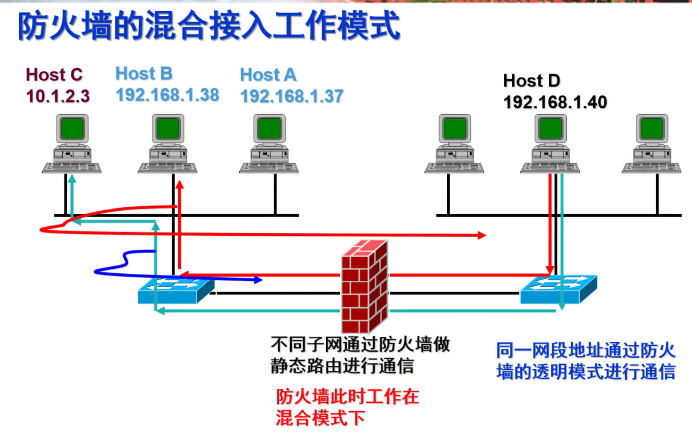 防火墙的混合接入工作模式
Host C
10.1.2.3
Host B
192.168.1.38
Host A
192.168.1.37
Host D
192.168.1.40
不同子网通过防火墙做
静态路由进行通信
防火墙此时工作在
混合模式下
同一网段地址通过防火
墙的透明模式进行通信